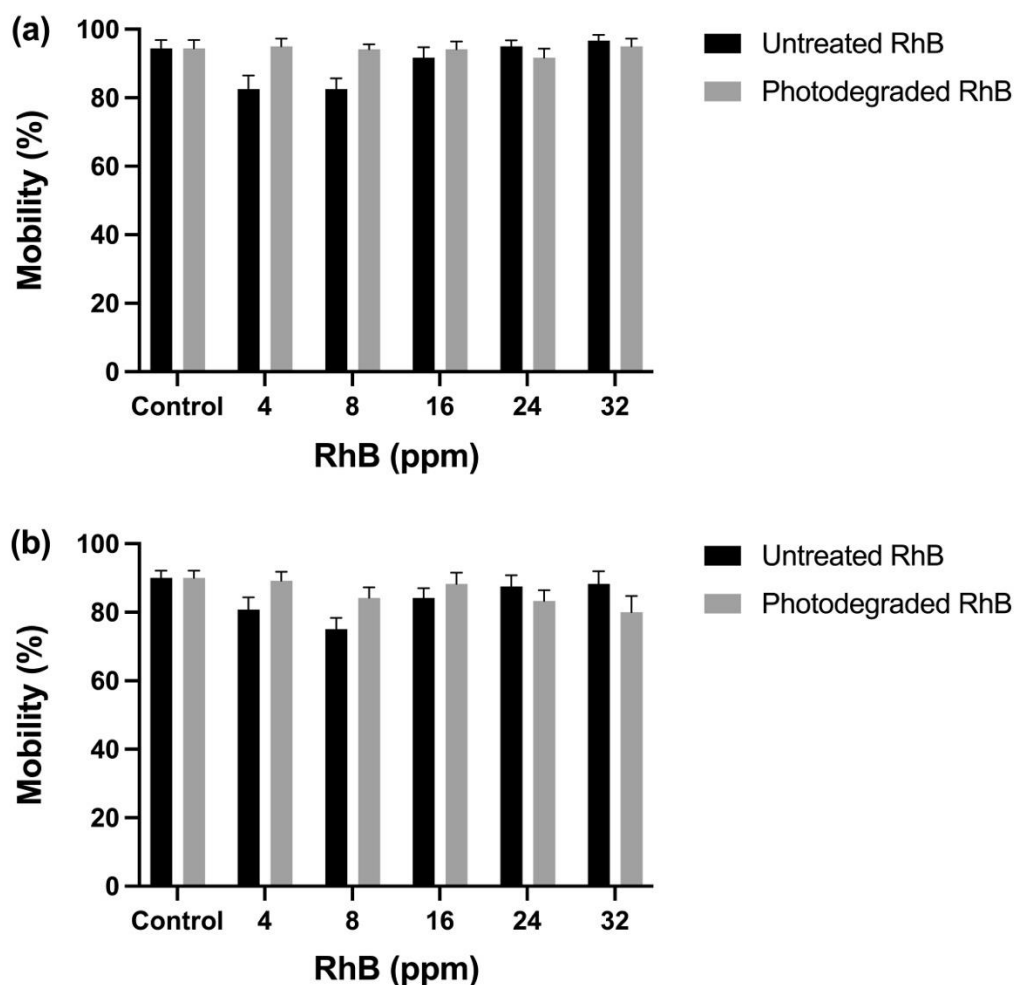 (a)
Mobility (%)
100
80
60
40
20
0
Control 4 8 16 24 32
RhB (ppm)
Untreated RhB
Photodegraded RhB
(b)
Mobility (%)
100
80
60
40
20
0
Control 4 8 16 24 32
RhB (ppm)
Untreated RhB
Photodegraded RhB